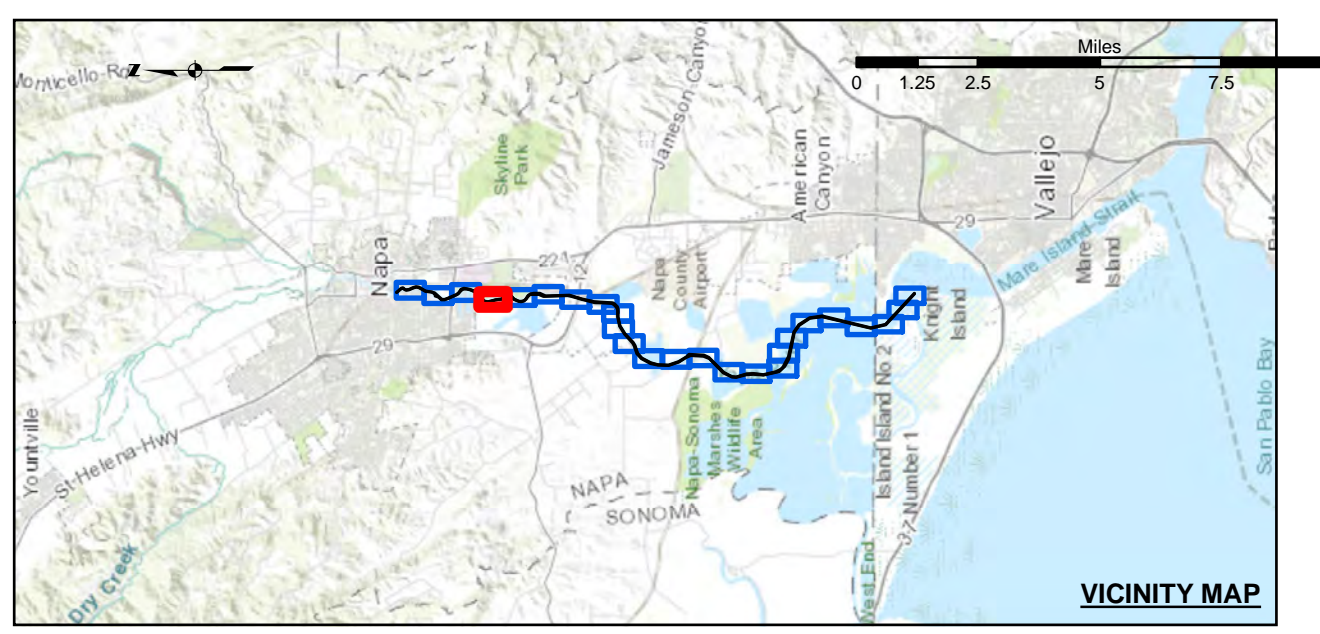 Miles
0 1.25 2.5 5 7.5
Z
Monticello-Rd
Jameson Canyo
Skyline
Park
American
Canyon
Vallejo
29
Mare Island-Strait
Mare
Island
Napa
221
12
Napa
County
Airport
Knight
Island
29
Yountville
St-Helena-Hwy
Napa-Sonoma
Marshes
Wildlife
Area
Island Island No 2
37 Number 1
San Pablo Bay
NAPA
SONOMA
West End
Dry Creek
VICINITY MAP